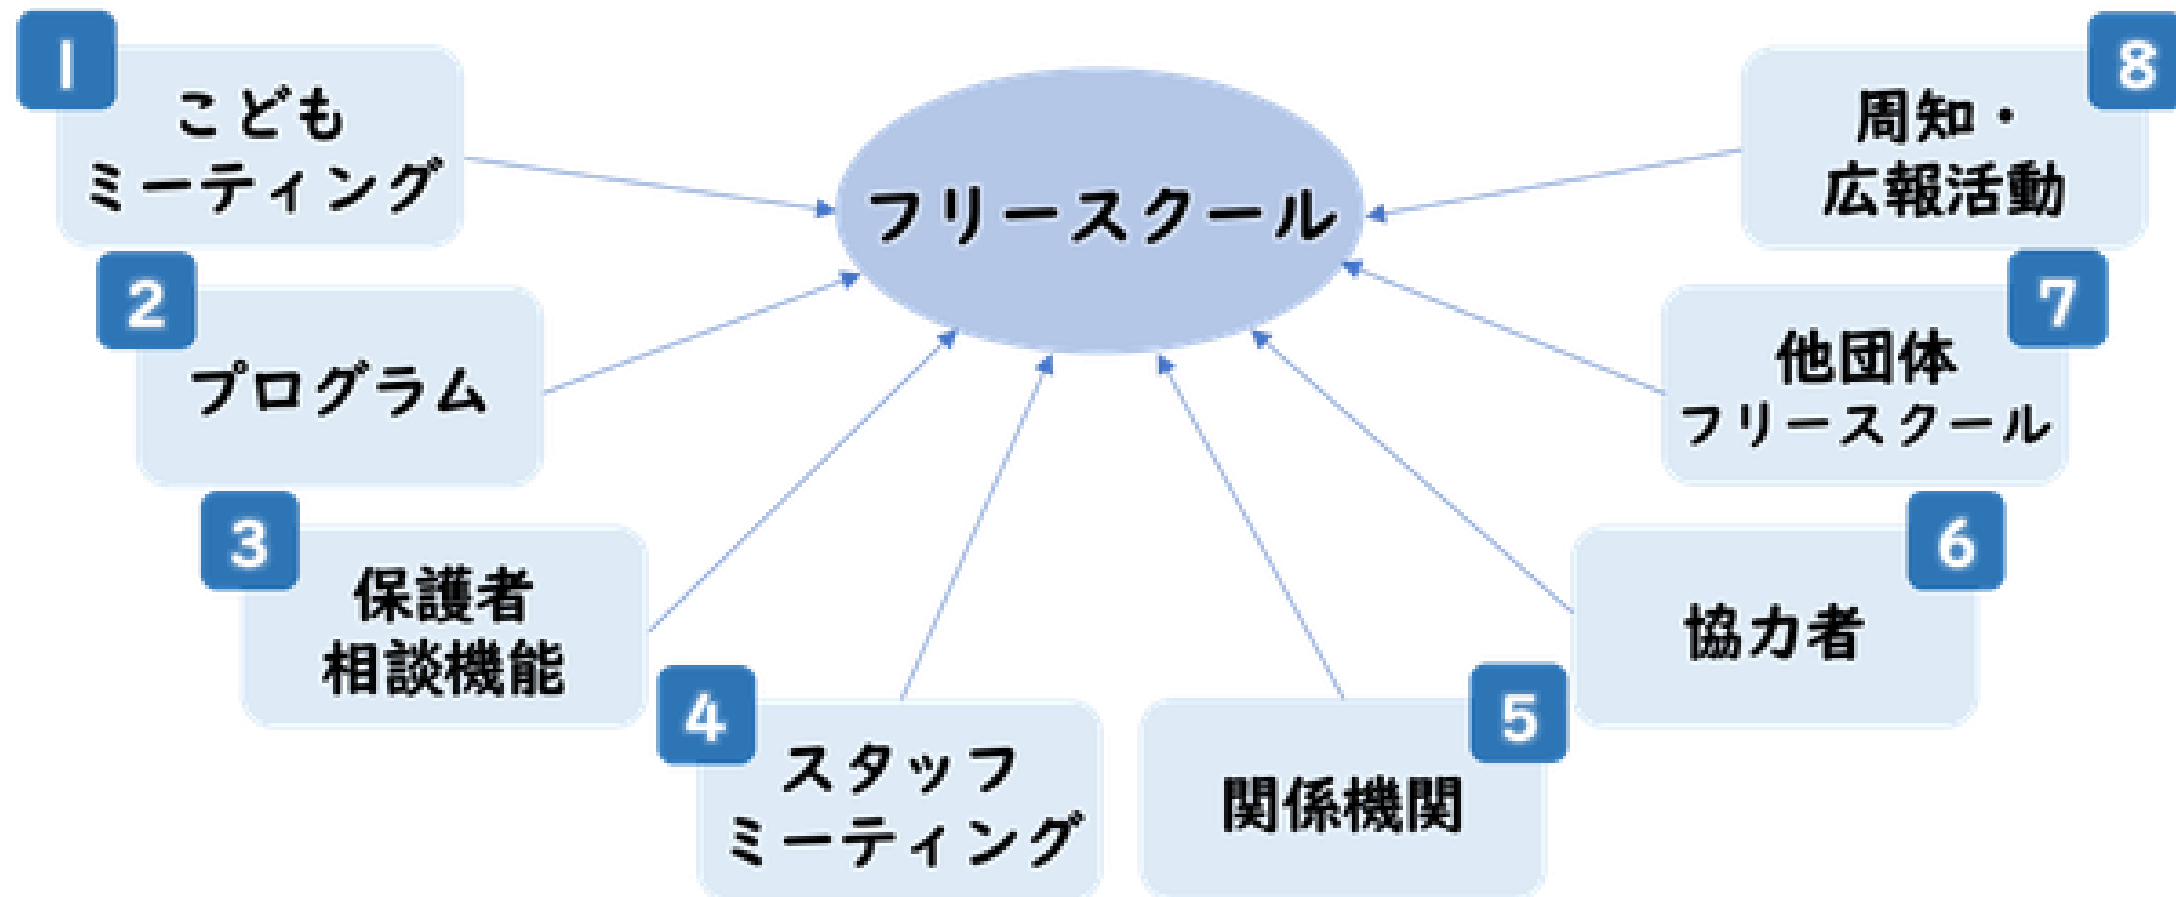 1
こども
ミーティング
2
プログラム
3
保護者
相談機能
4
スタッフ
ミーティング
フリースクール
5
関係機関
6
協力者
7
他団体
フリースクール
8
周知・
広報活動